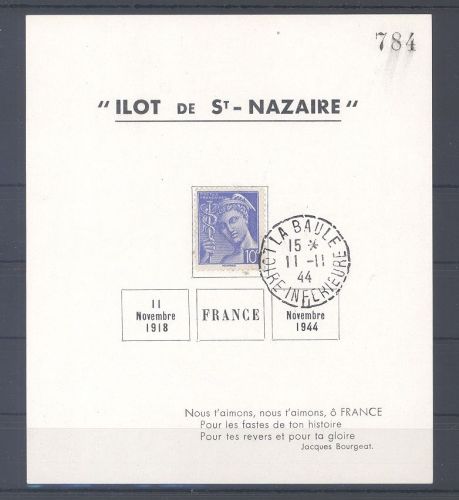 784
"ILOT DE ST-NAZAIRE"
10c
LA BAULE
15 *
11-11
44
LOIRE INFERIEURE
11
Novembre
1918
FRANCE
Novembre
1944
Nous t'aimons, nous t'aimons, ô FRANCE
Pour les fastes de ton histoire
Pour tes revers et pour ta gloire
Jacques Bourgeat.